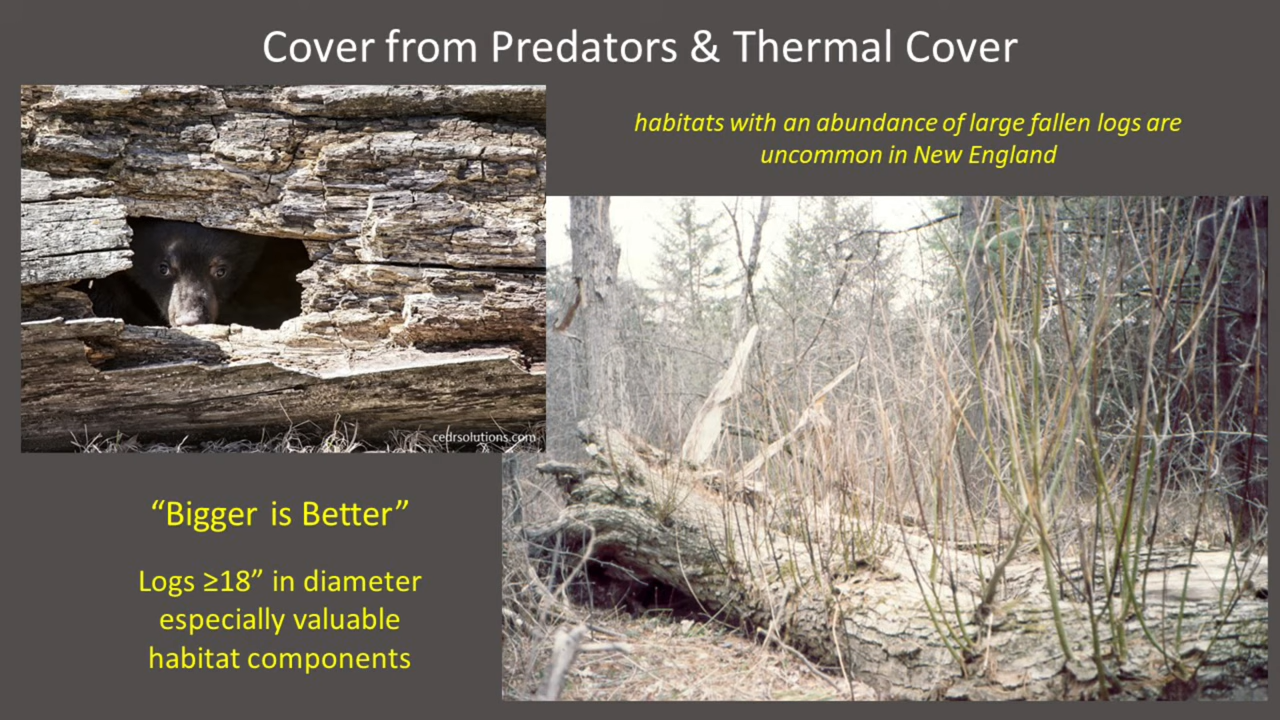 Cover from Predators & Thermal Cover
habitats with an abundance of large fallen logs are
uncommon in New England
cedrsolutions.com
“Bigger is Better”
Logs ≥18” in diameter
especially valuable
habitat components